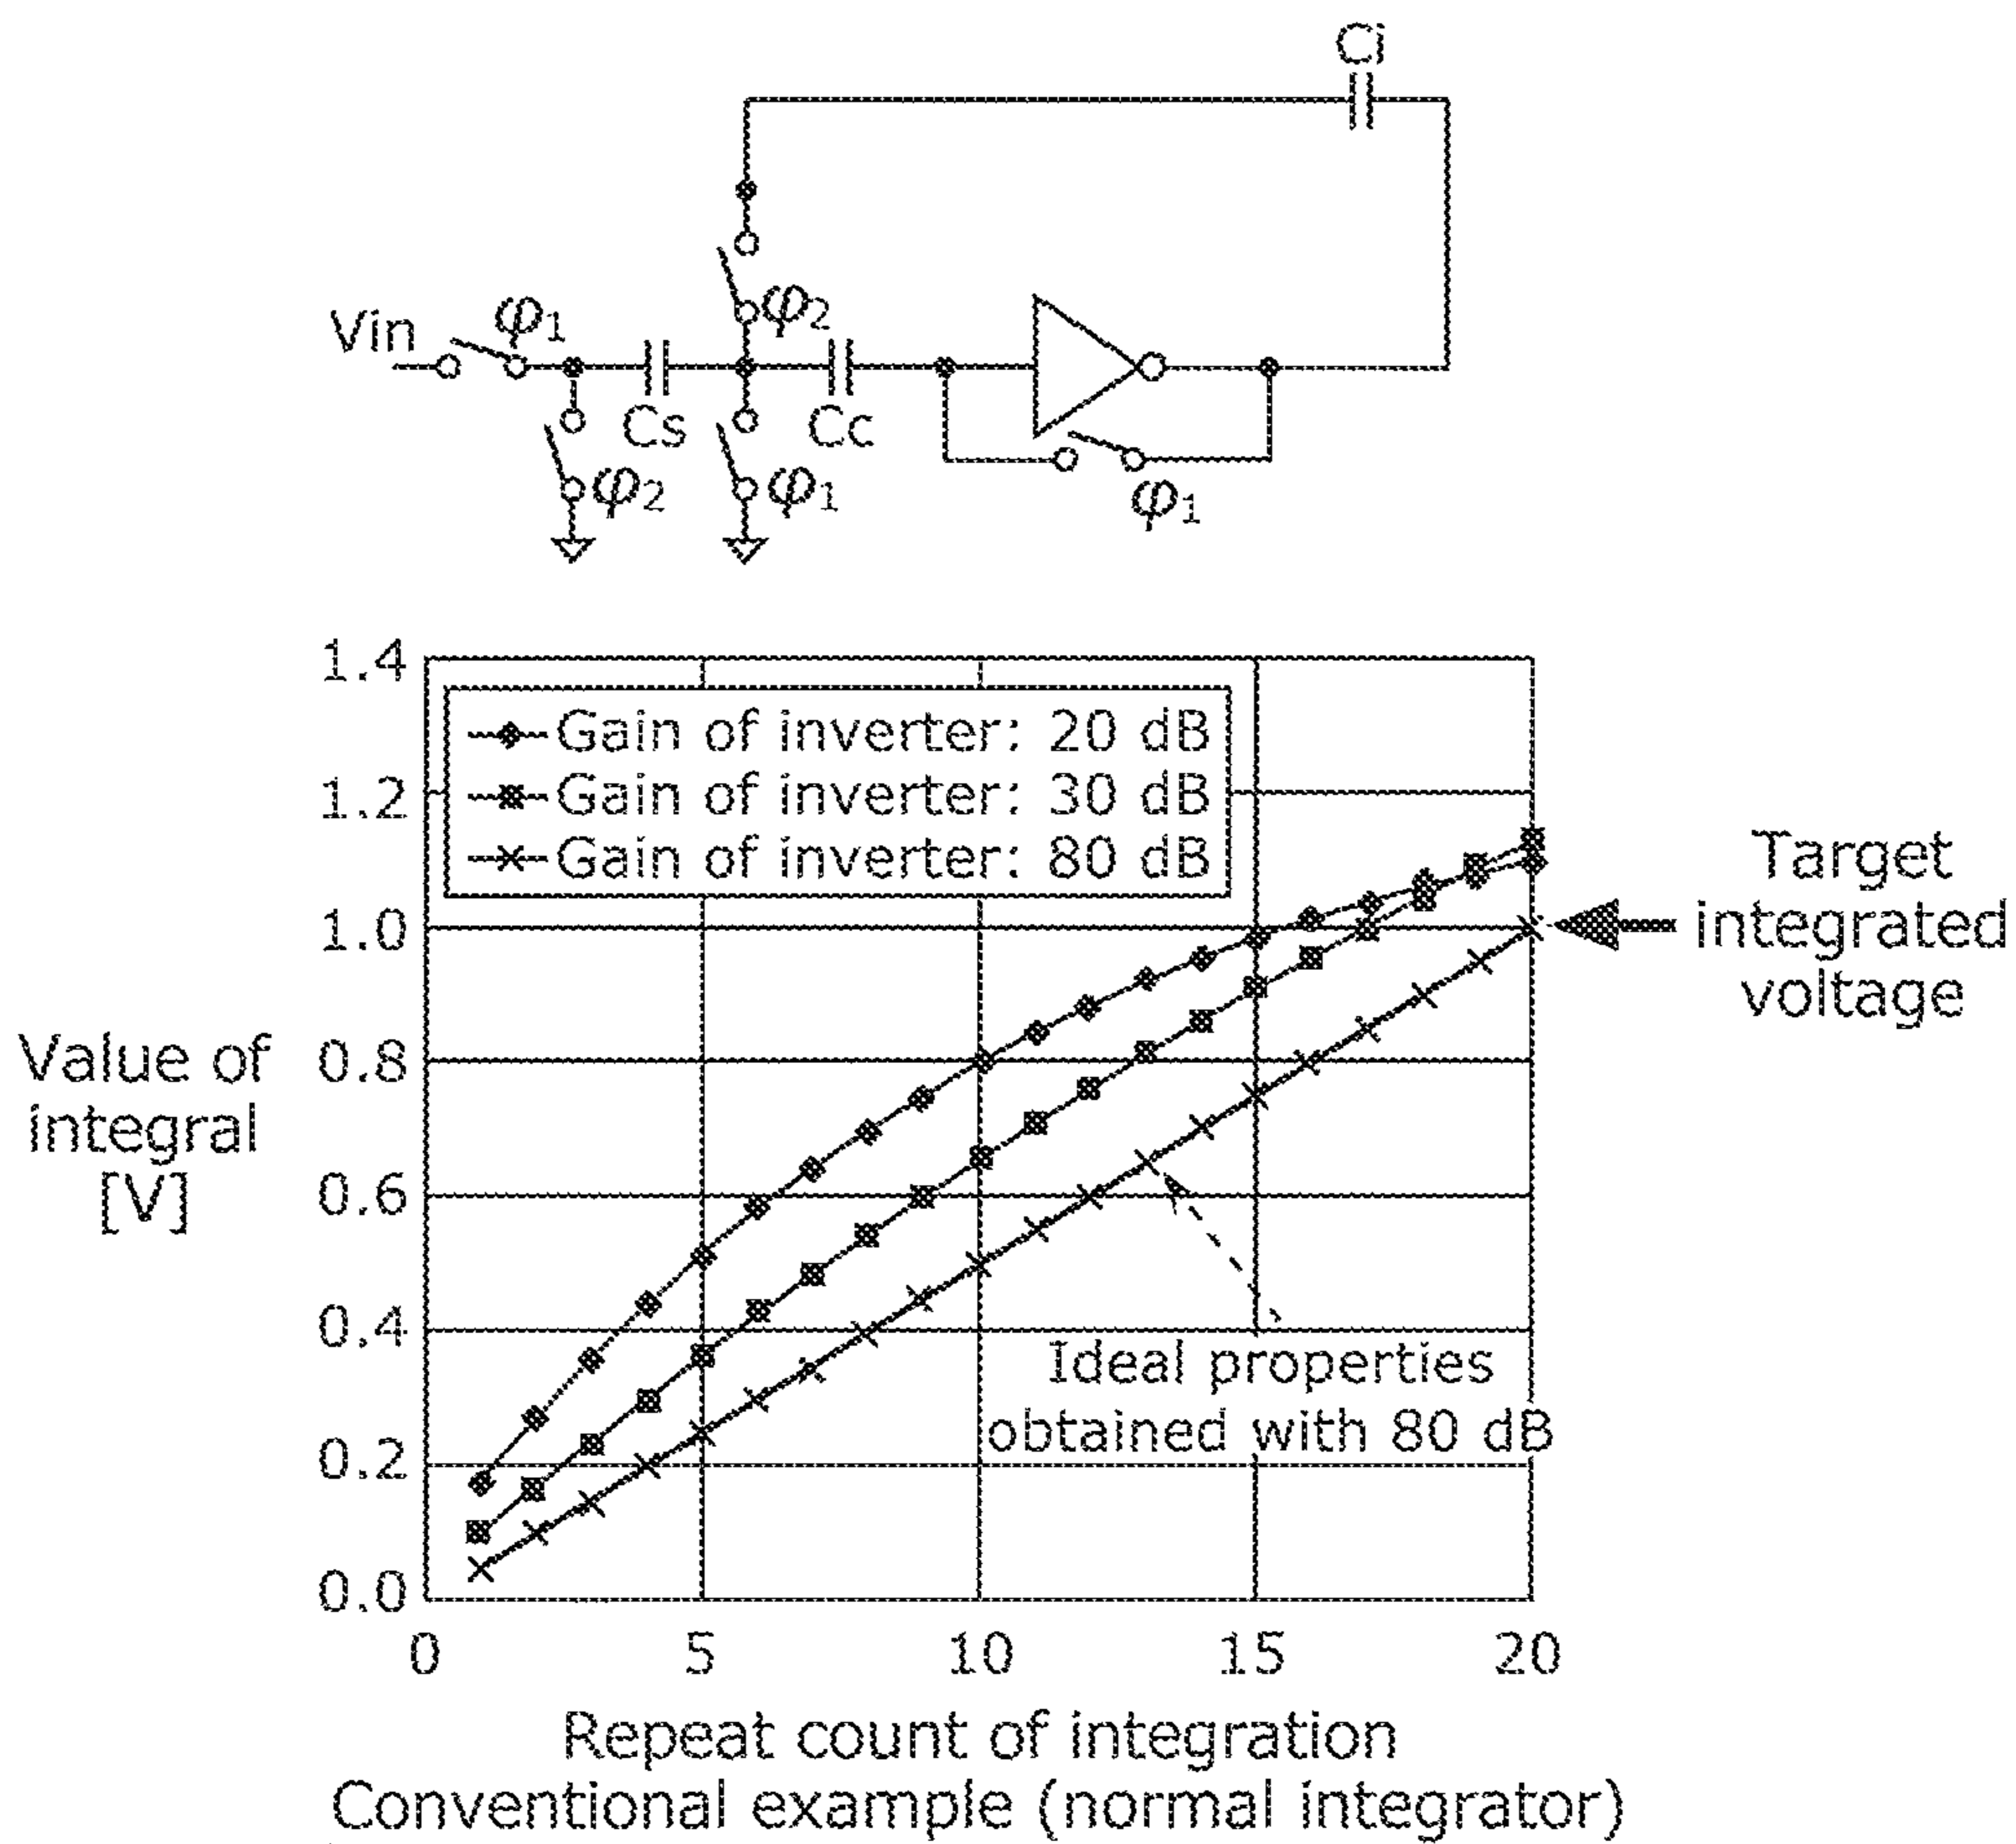 Ci
φ2
Vin
φ1
Cs
Cc
φ2
φ1
φ1
1.4
1.2
1.0
0.8
0.6
0.4
0.2
0.0
Gain of inverter: 20 dB
Gain of inverter: 30 dB
Gain of inverter: 80 dB
Target
integrated
voltage
Value of
integral
[V]
Ideal properties
obtained with 80 dB
0 5 10 15 20
Repeat count of integration
Conventional example (normal integrator)